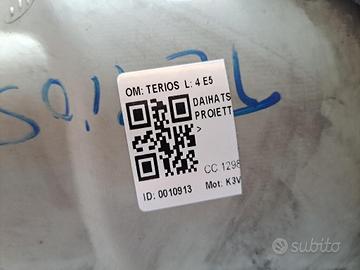 OM: TERIOS L: 4 E5
DAIHATS
PROIETT
>
CC 1298
ID. 0010913 Mot: K3V
subito